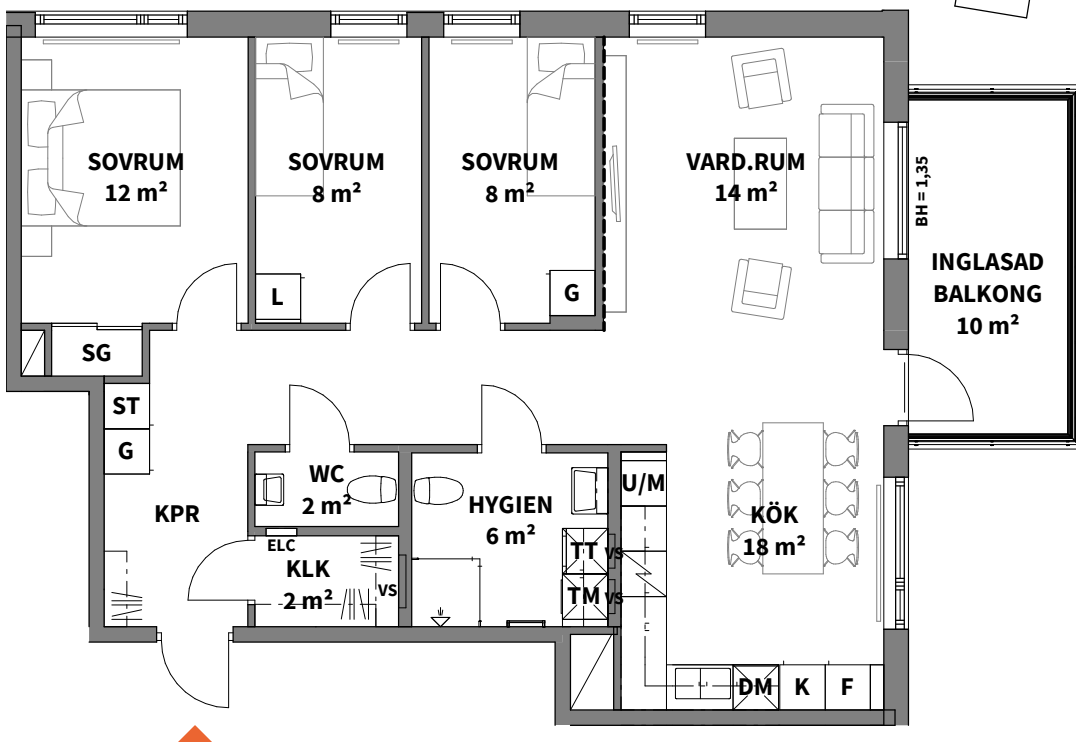 SOVRUM
12 m²
SOVRUM
8 m²
SOVRUM
8 m²
VARD.RUM
14 m²
BH = 1,35
INGLASAD
BALKONG
10 m²
L
G
SG
ST
G
KPR
WC
2 m²
ELC
KLK
2 m²
VS
HYGIEN
6 m²
TT
VS
TM
VS
U/M
KÖK
18 m²
DM
K
F